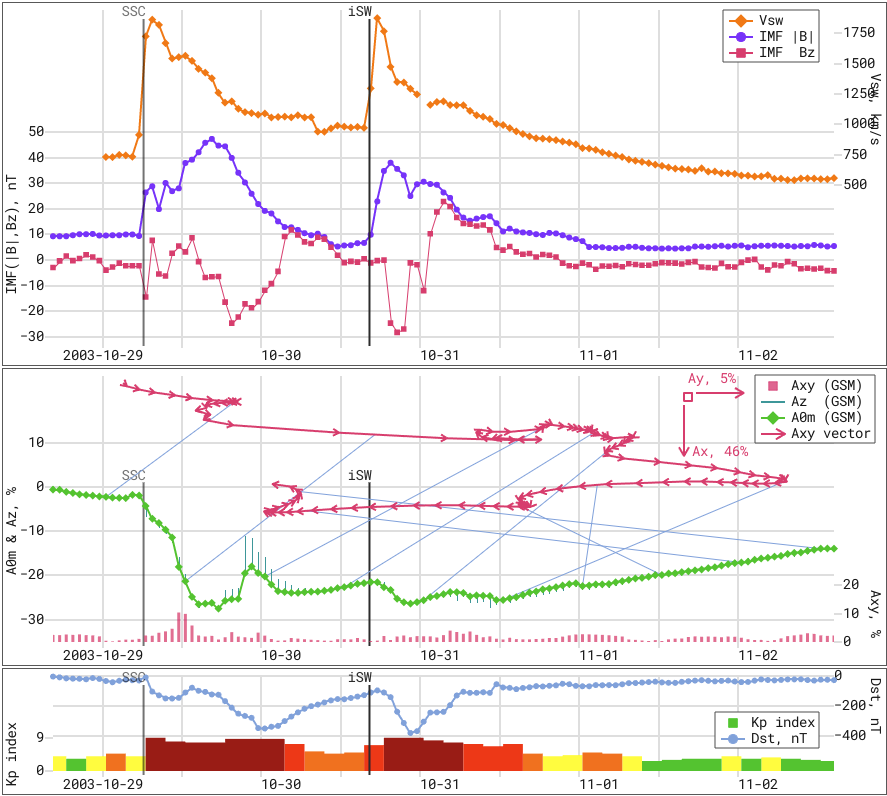 SSC
iSW
Vsw
IMF |B|
IMF Bz
1750
1500
1250
1000
750
500
Vsw, km/s
50
40
30
20
10
0
-10
-20
-30
IMF(|B|,Bz), nT
2003-10-29
10-30
10-31
11-01
11-02
Ay, 5%
Ax, 46%
Axy (GSM)
Az (GSM)
A0m (GSM)
Axy vector
SSC
iSW
10
0
-10
-20
-30
A0m & Az, %
20
10
0
Axy, %
2003-10-29
10-30
10-31
11-01
11-02
SSC
iSW
0
-200
-400
Dst, nT
Kp index
Dst, nT
9
0
Kp index
2003-10-29
10-30
10-31
11-01
11-02